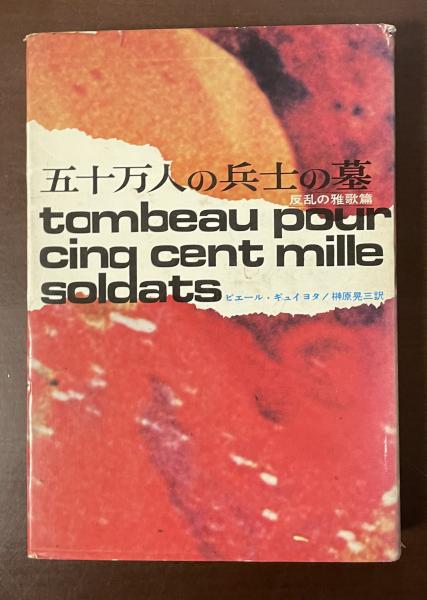 五十万人の兵士の墓
反乱の雅歌篇
tombeau pour
cinq cent mille
soldats
ピエール・ギュイヨタ/榊原晃三訳